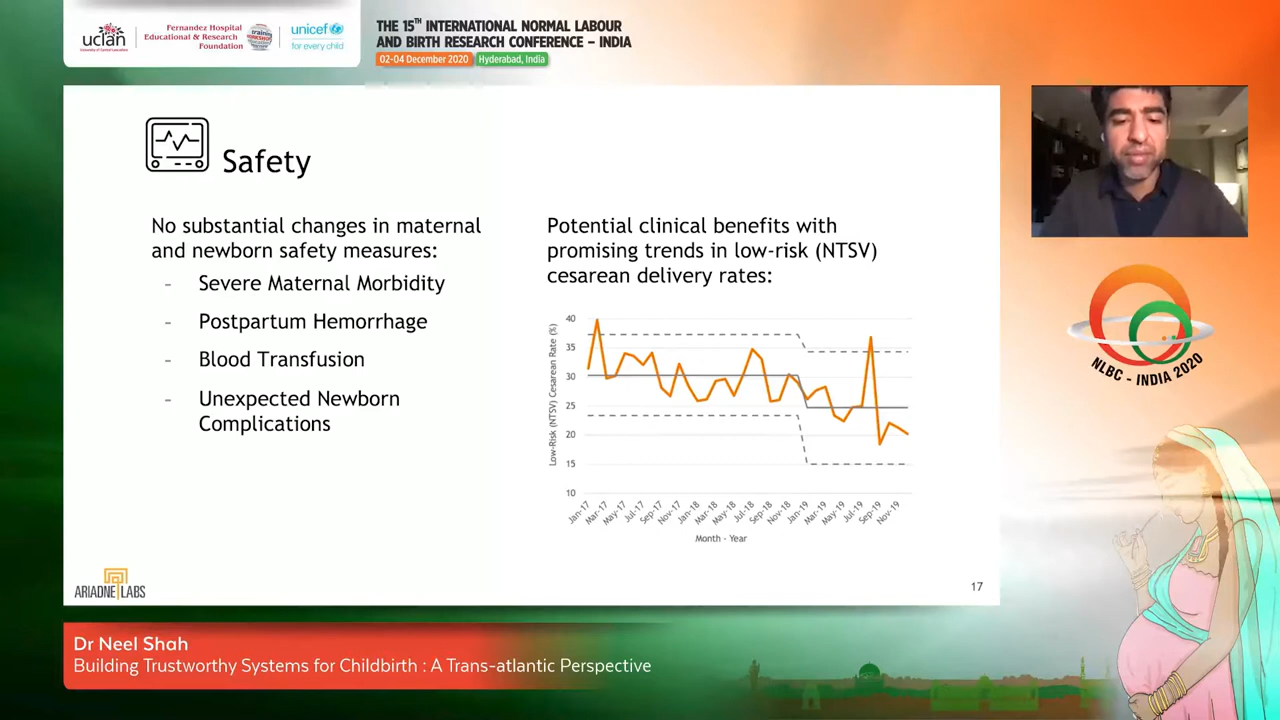 uclan
Fernandez Hospital
Educational & Research
Foundation
unicef
for every child
THE 15TH INTERNATIONAL NORMAL LABOUR
AND BIRTH RESEARCH CONFERENCE – INDIA
02-04 December 2020 Hyderabad, India
Safety
No substantial changes in maternal
and newborn safety measures:
- Severe Maternal Morbidity
- Postpartum Hemorrhage
- Blood Transfusion
- Unexpected Newborn
Complications
Potential clinical benefits with
promising trends in low-risk (NTSV)
cesarean delivery rates:
Low-Risk (NTSV) Cesarean Rate (%)
40
35
30
25
20
15
10
Jan-17 Mar-17 May-17 Jul-17 Sep-17 Nov-17 Jan-18 Mar-18 May-18 Jul-18 Sep-18 Nov-18 Jan-19 Mar-19 May-19 Jul-19 Sep-19 Nov-19
Month - Year
ARIADNE LABS
17
NLBC - INDIA 2020
Dr Neel Shah
Building Trustworthy Systems for Childbirth : A Trans-atlantic Perspective